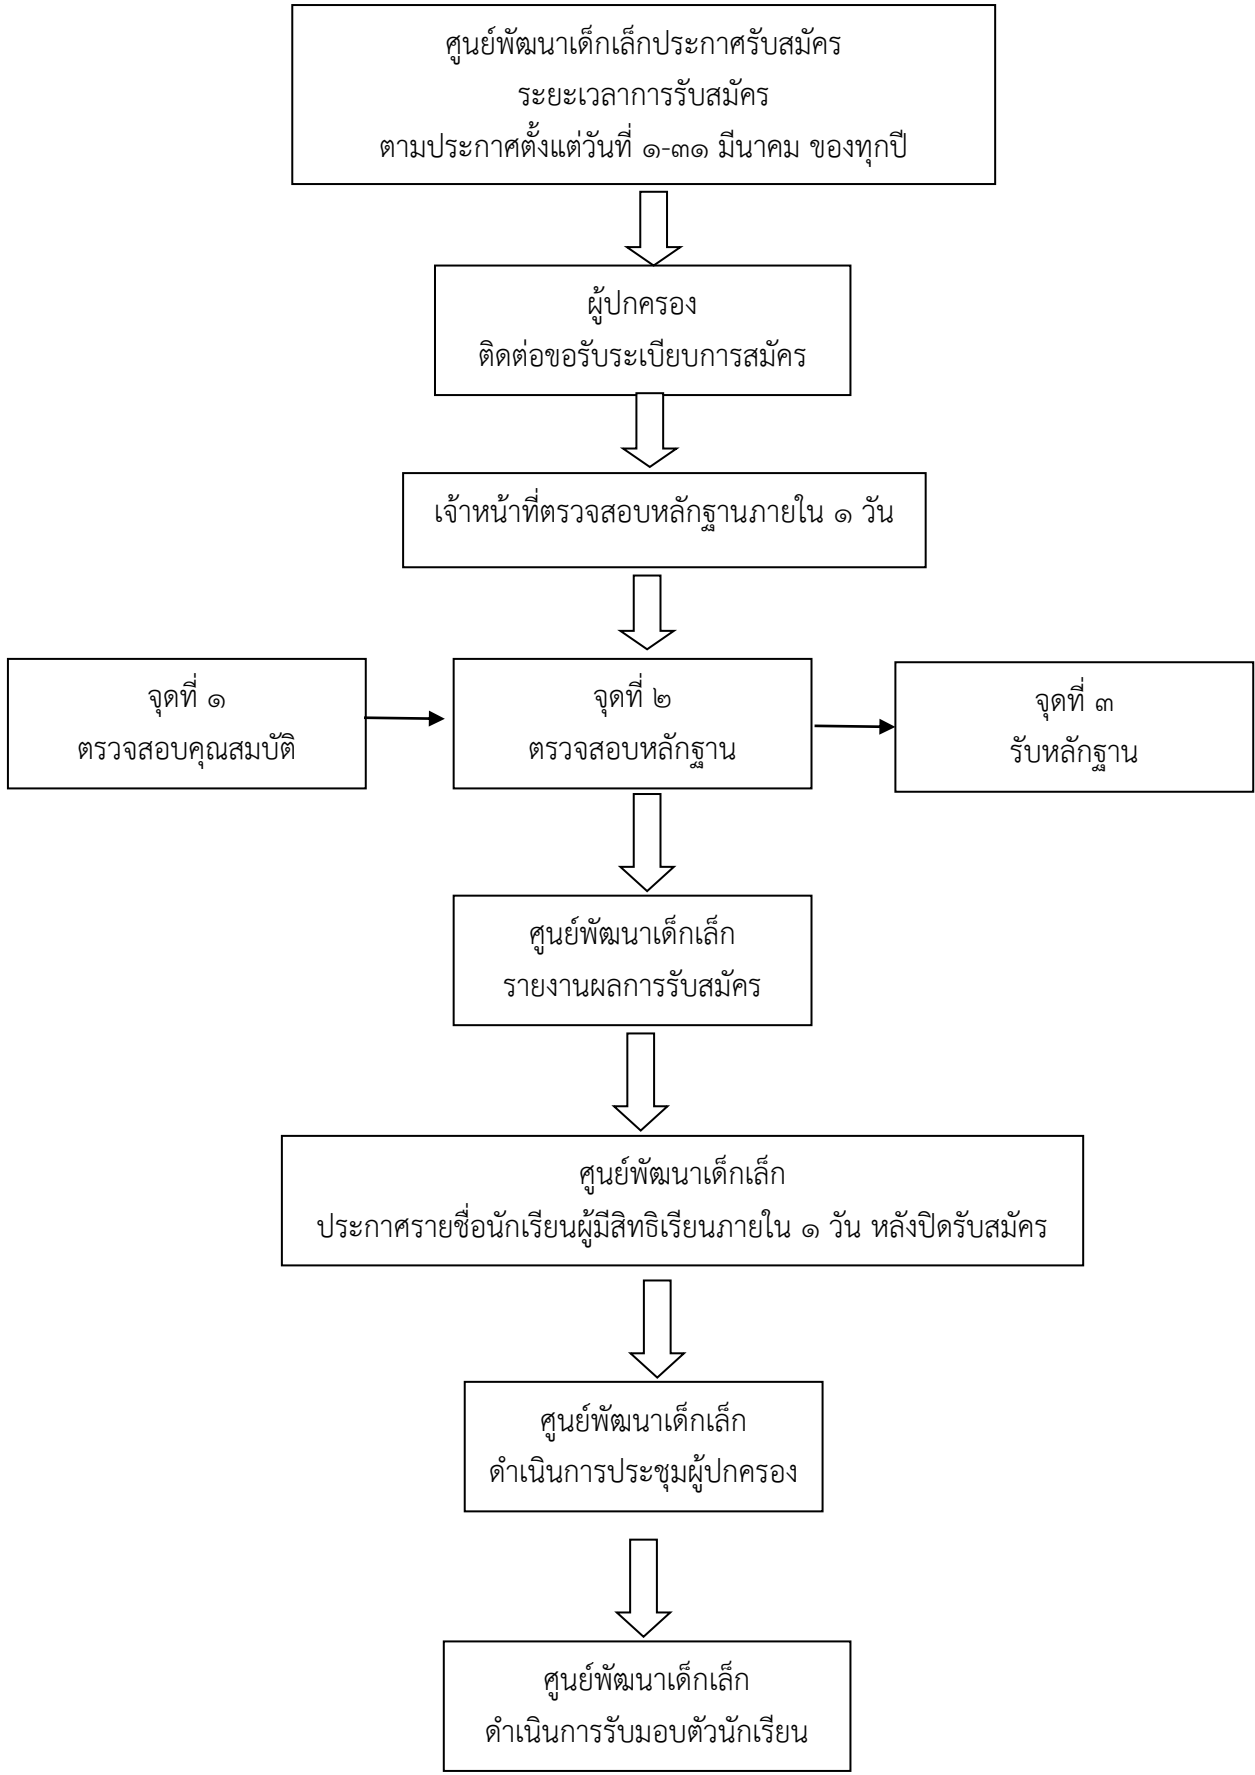 ศูนย์พัฒนาเด็กเล็กประกาศรับสมัคร
ระยะเวลาการรับสมัคร
ตามประกาศตั้งแต่วันที่ ๑-๓๑ มีนาคม ของทุกปี
ผู้ปกครอง
ติดต่อขอรับระเบียบการสมัคร
เจ้าหน้าที่ตรวจสอบหลักฐานภายใน ๑ วัน
จุดที่ ๑
ตรวจสอบคุณสมบัติ
จุดที่ ๒
ตรวจสอบหลักฐาน
จุดที่ ๓
รับหลักฐาน
ศูนย์พัฒนาเด็กเล็ก
รายงานผลการรับสมัคร
ศูนย์พัฒนาเด็กเล็ก
ประกาศรายชื่อนักเรียนผู้มีสิทธิเรียนภายใน ๑ วัน หลังปิดรับสมัคร
ศูนย์พัฒนาเด็กเล็ก
ดำเนินการประชุมผู้ปกครอง
ศูนย์พัฒนาเด็กเล็ก
ดำเนินการรับมอบตัวนักเรียน